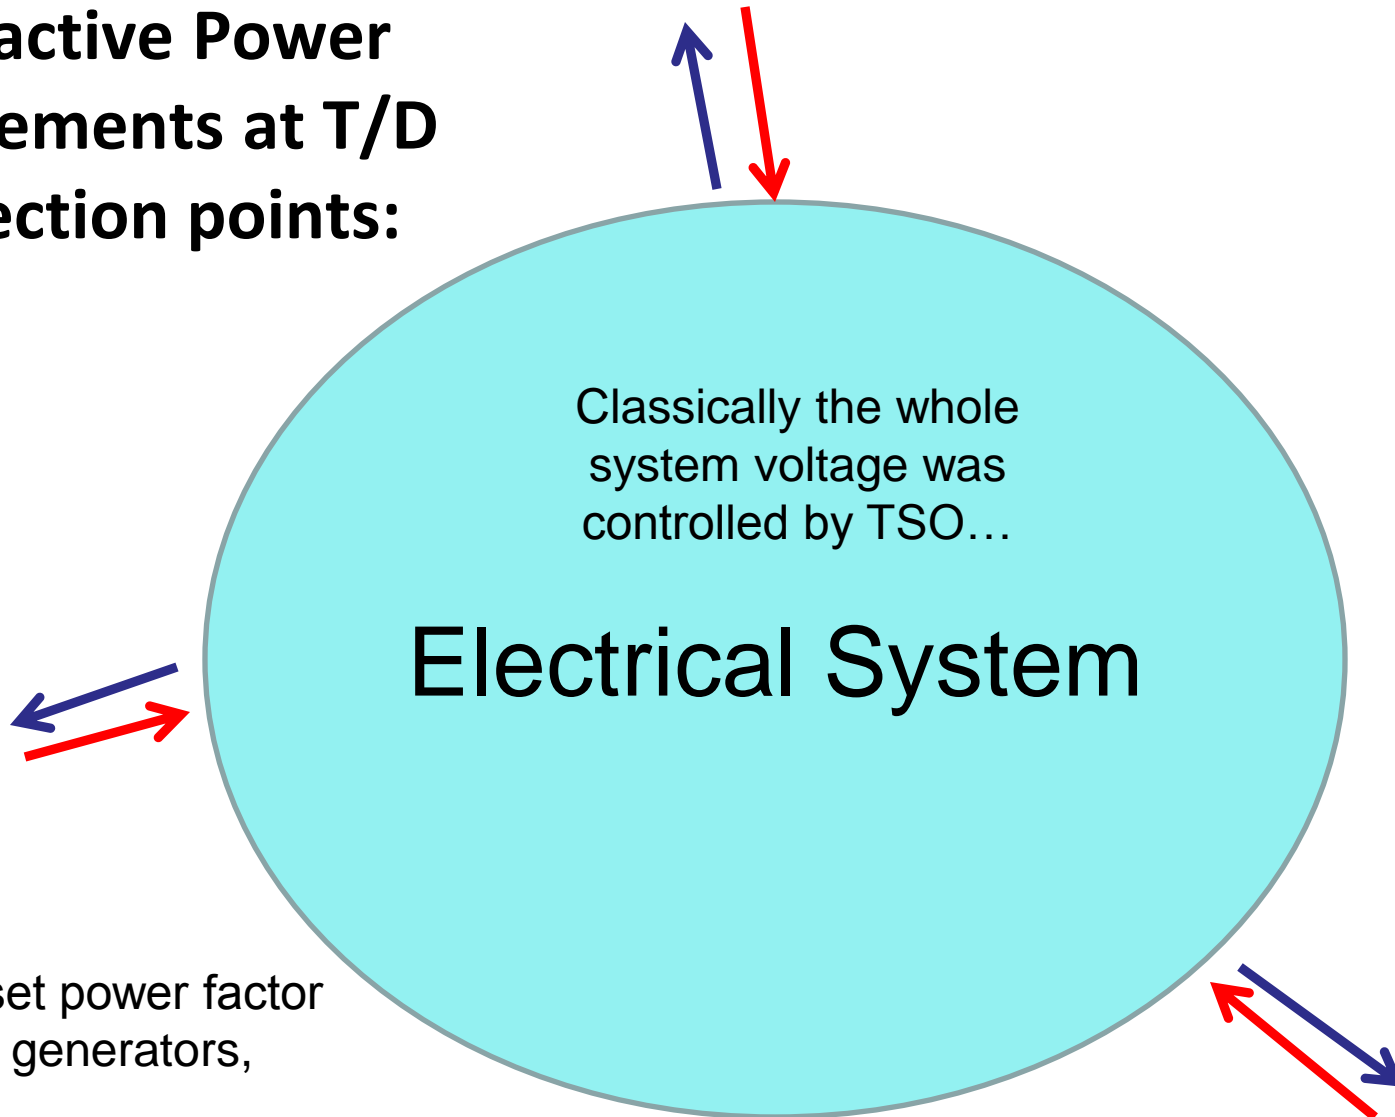 active Power
ements at T/D
ection points:
Classically the whole
system voltage was
controlled by TSO…
Electrical System
set power factor
generators,